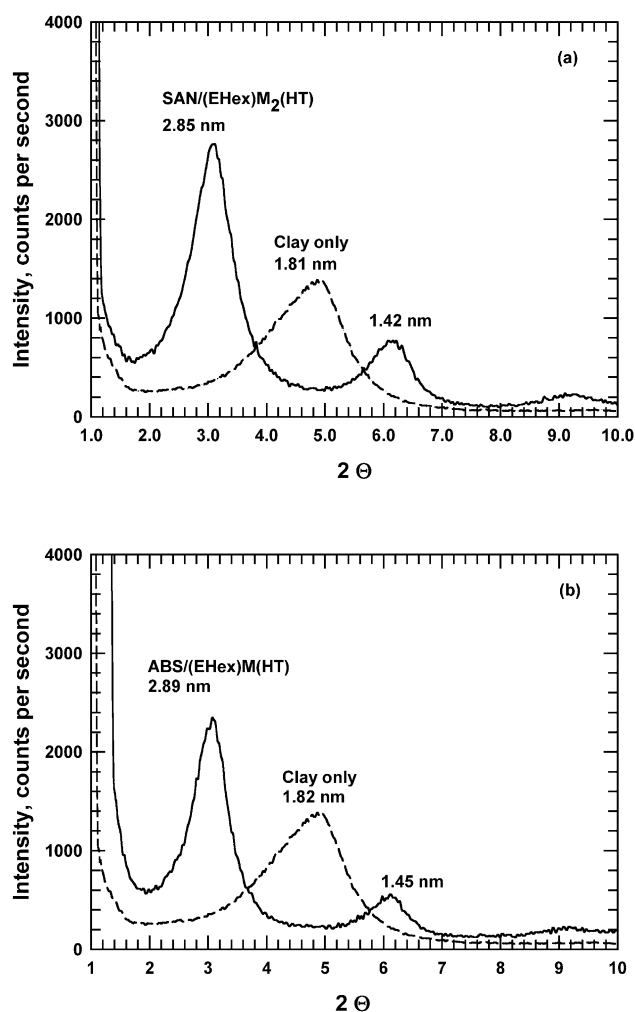 4000
(a)
SAN/(EHex)M2(HT)
2.85 nm
3000
Intensity, counts per second
2000
Clay only
1.81 nm
1000
1.42 nm
0
1.0 2.0 3.0 4.0 5.0 6.0 7.0 8.0 9.0 10.0
2 Θ
4000
(b)
3000
ABS/(EHex)M(HT)
2.89 nm
Intensity, counts per second
2000
Clay only
1.82 nm
1000
1.45 nm
0
1 2 3 4 5 6 7 8 9 10
2 Θ